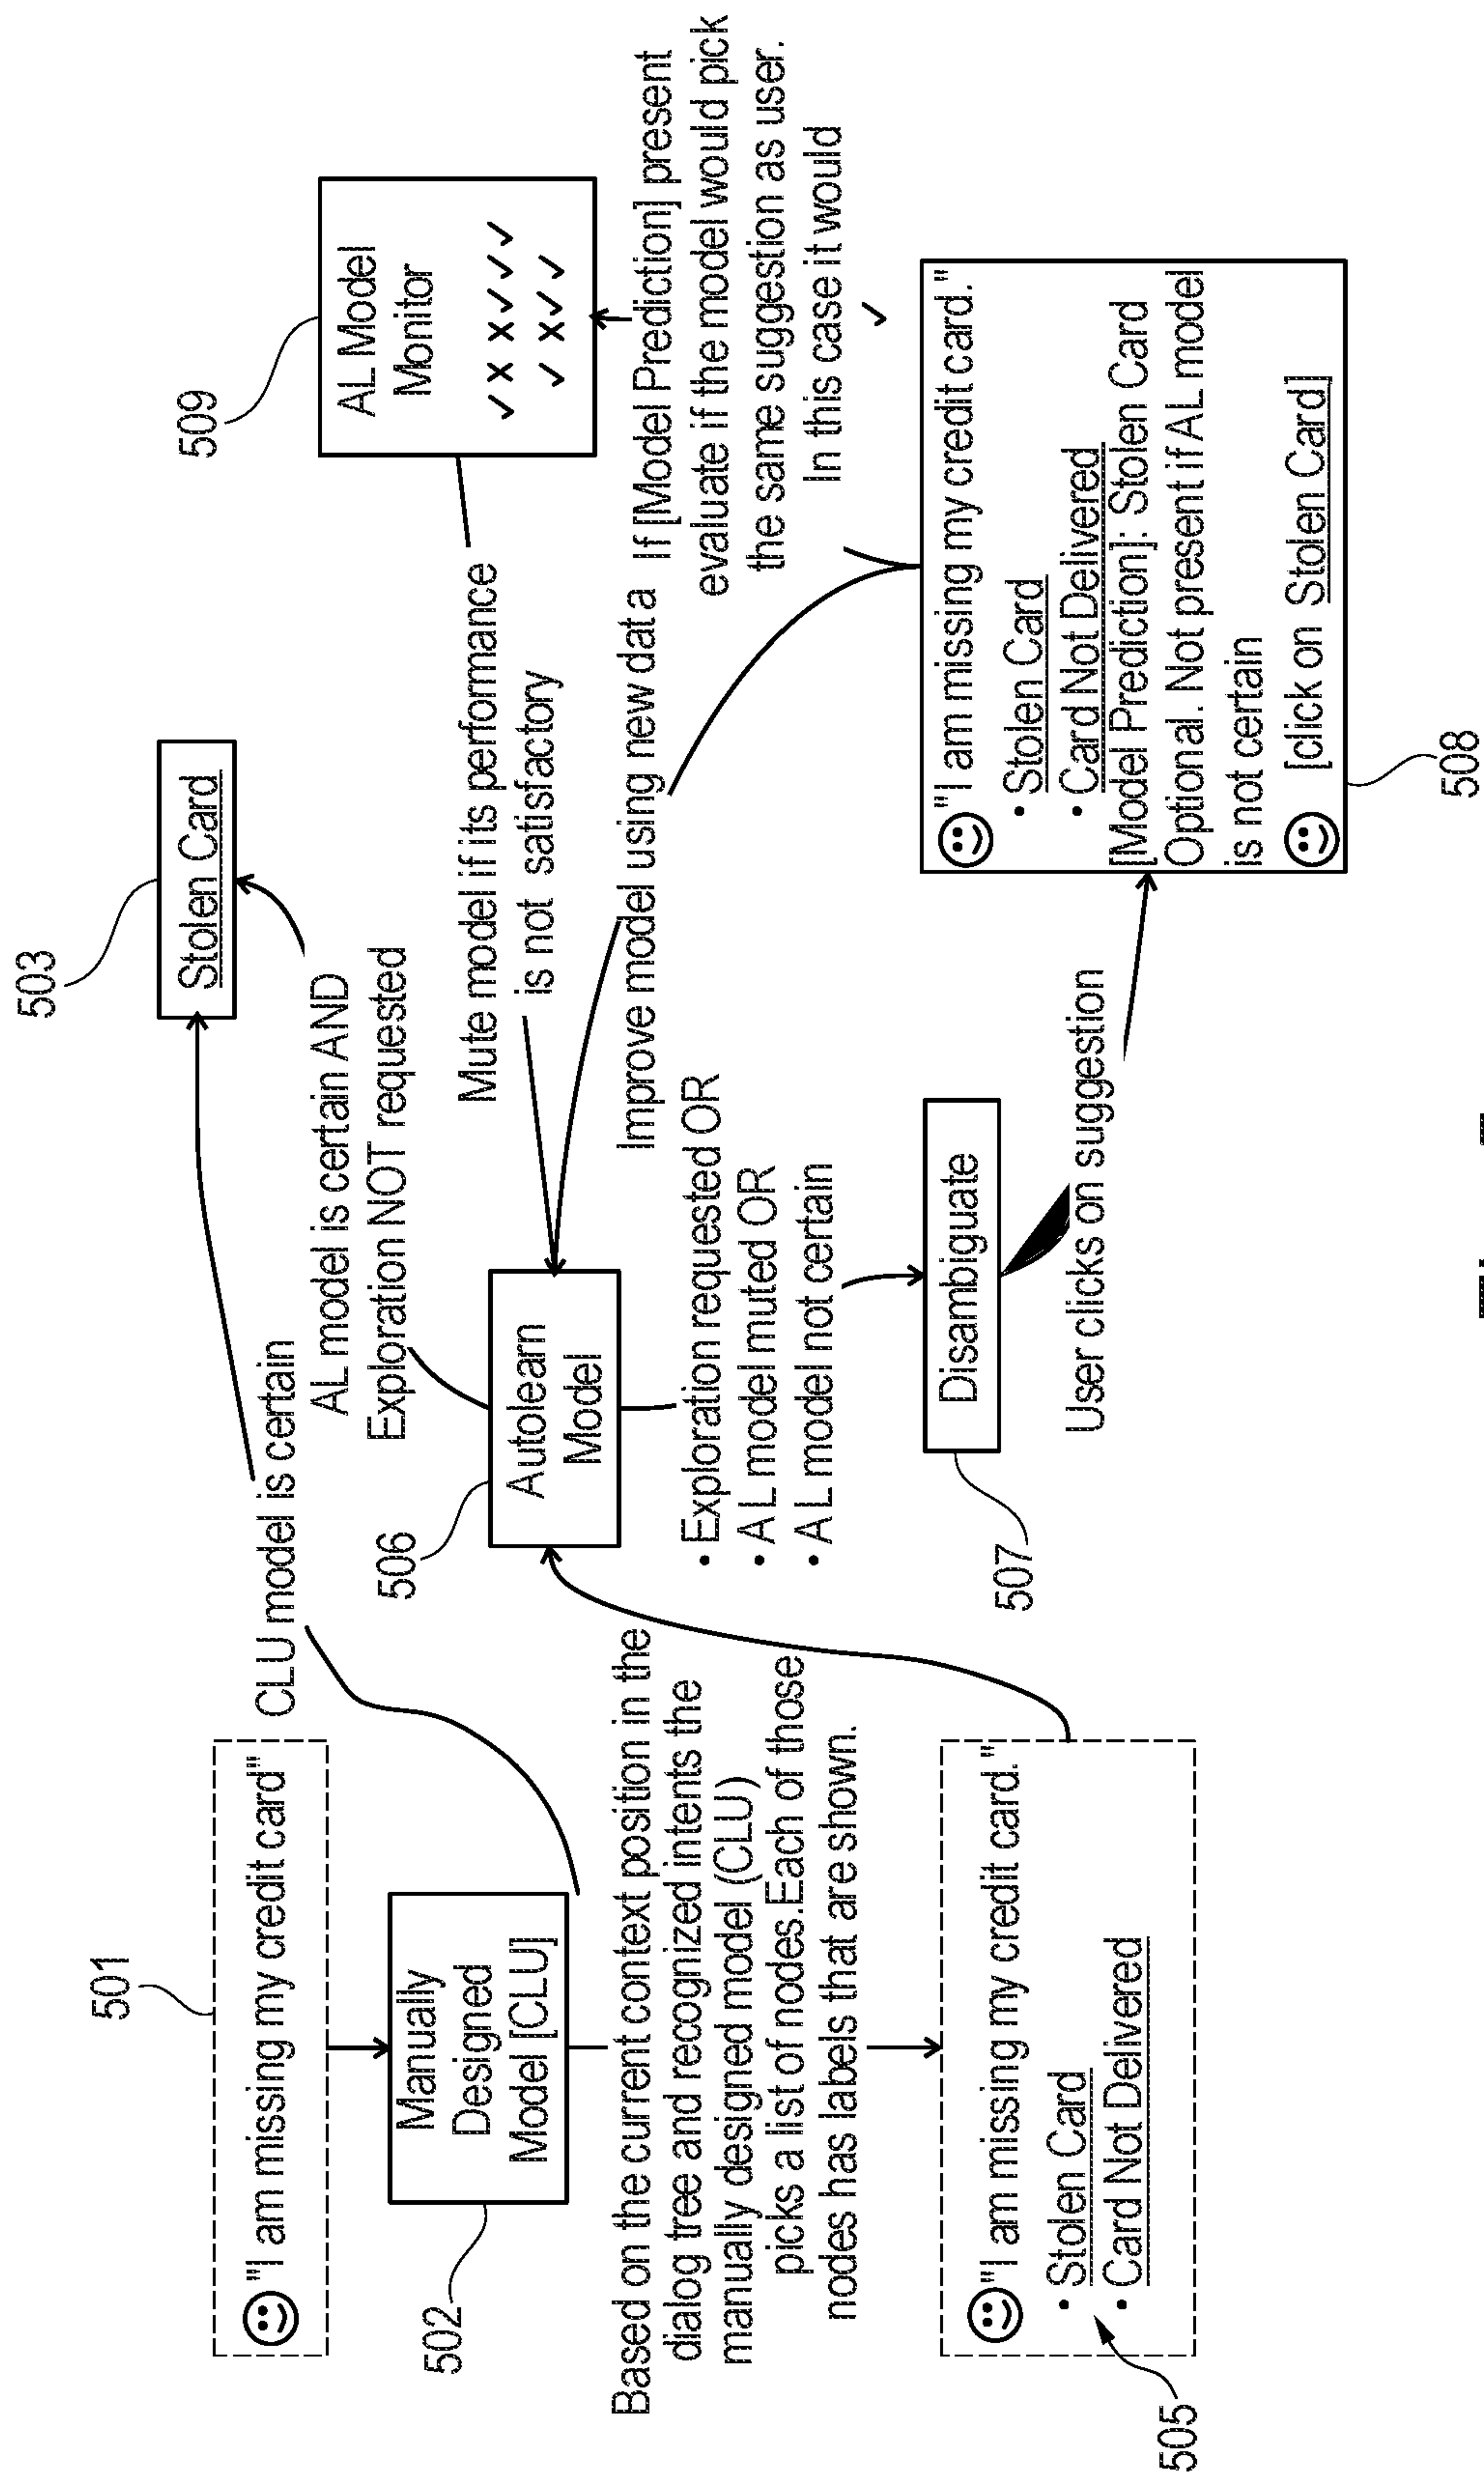 501
"I am missing my credit card"
502
Manually
Designed
Model [CLU]
CLU model is certain
503
Stolen Card
Based on the current context position in the
dialog tree and recognized intents the
manually designed model (CLU)
picks a list of nodes.Each of those
nodes has labels that are shown.
"I am missing my credit card."
• Stolen Card
• Card Not Delivered
505
506
Autolearn
Model
AL model is certain AND
Exploration NOT requested
• Exploration requested OR
• AL model muted OR
• AL model not certain
507
Disambiguate
User clicks on suggestion
Mute model if its performance
is not satisfactory
Improve model using new data
509
AL Model
Monitor
✓ x x ✓ ✓ ✓
✓ x ✓ ✓
If [Model Prediction] present
evaluate if the model would pick
the same suggestion as user.
In this case it would
✓
"I am missing my credit card."
• Stolen Card
• Card Not Delivered
[Model Prediction]: Stolen Card
Optional. Not present if AL model
is not certain
[click on Stolen Card]
508